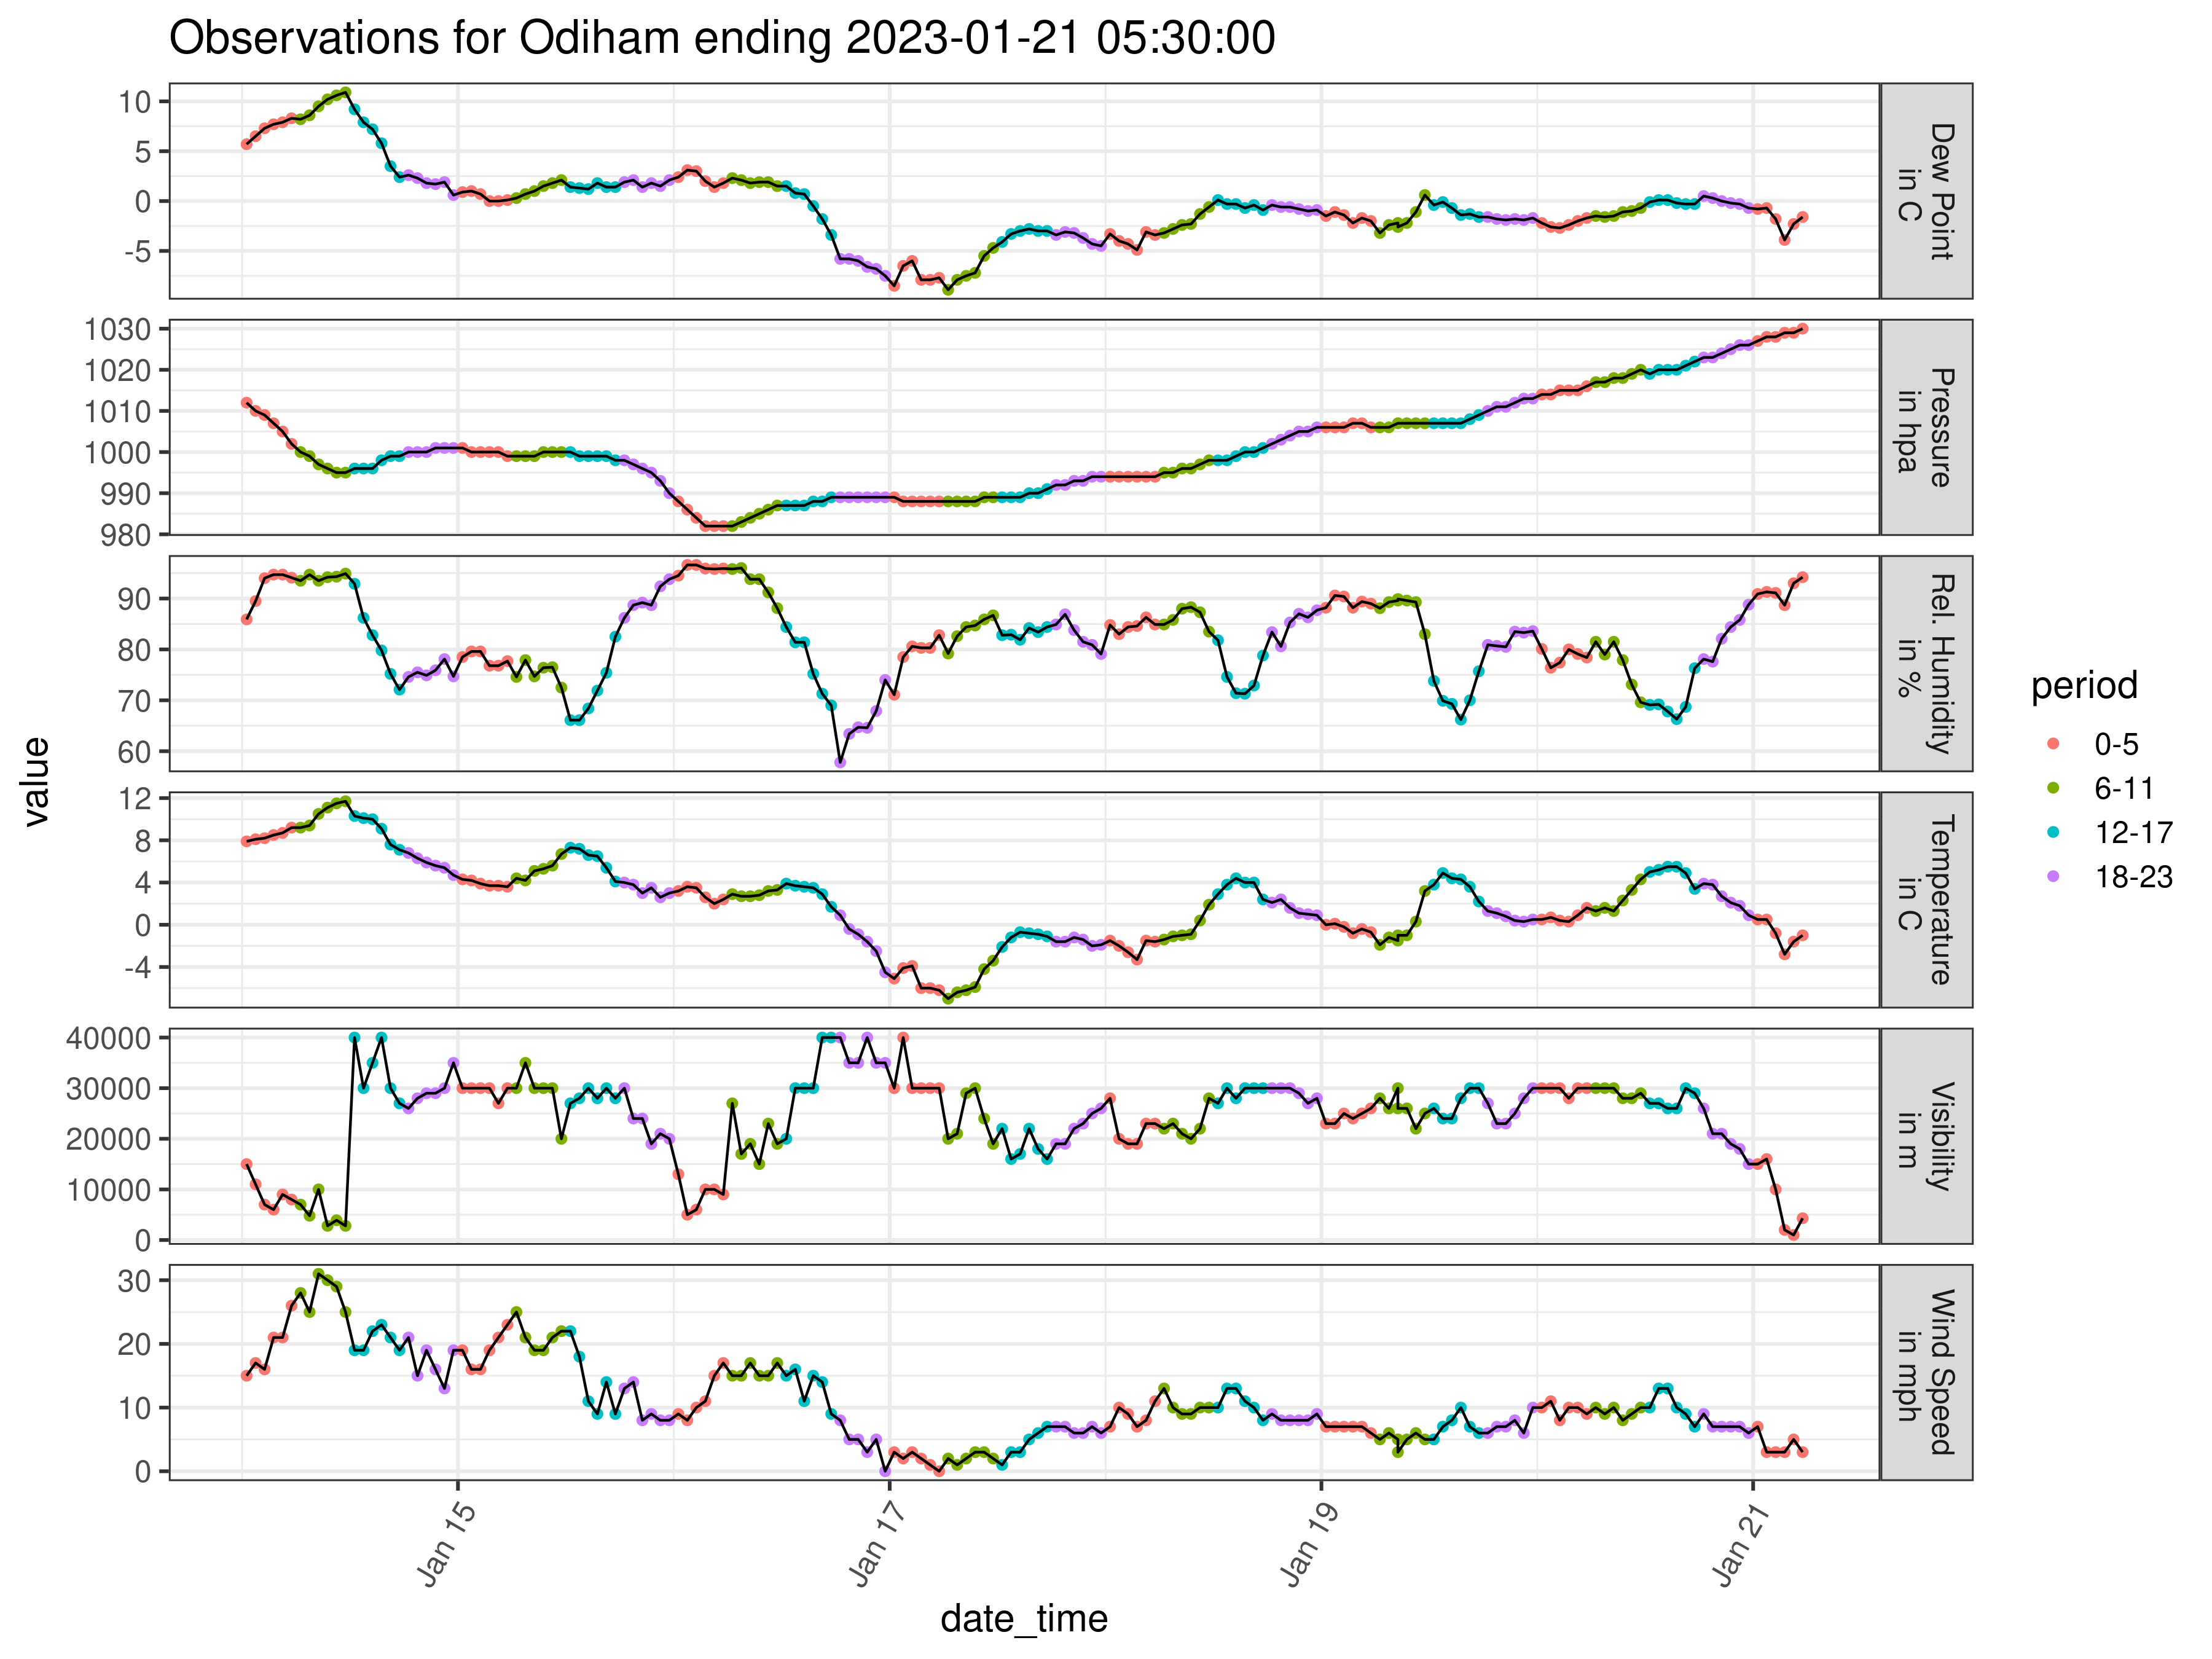 Observations for Odiham ending 2023-01-21 05:30:00
value
10
5
0
-5
Dew Point
in C
1030
1020
1010
1000
990
980
Pressure
in hpa
90
80
70
60
Rel. Humidity
in %
12
8
4
0
-4
Temperature
in C
40000
30000
20000
10000
0
Visibility
in m
30
20
10
0
Wind Speed
in mph
Jan 15
Jan 17
Jan 19
Jan 21
date_time
period
0-5
6-11
12-17
18-23